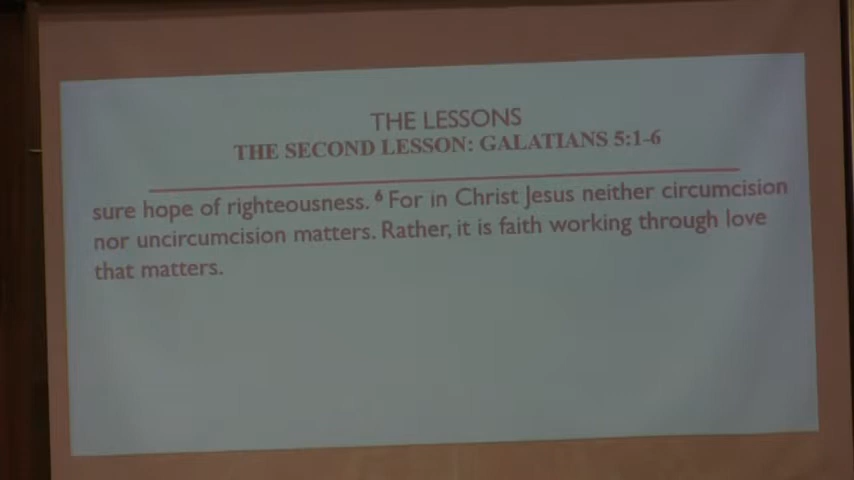 THE LESSONS
THE SECOND LESSON: GALATIANS 5:1-6
sure hope of righteousness. ⁶ For in Christ Jesus neither circumcision
nor uncircumcision matters. Rather, it is faith working through love
that matters.